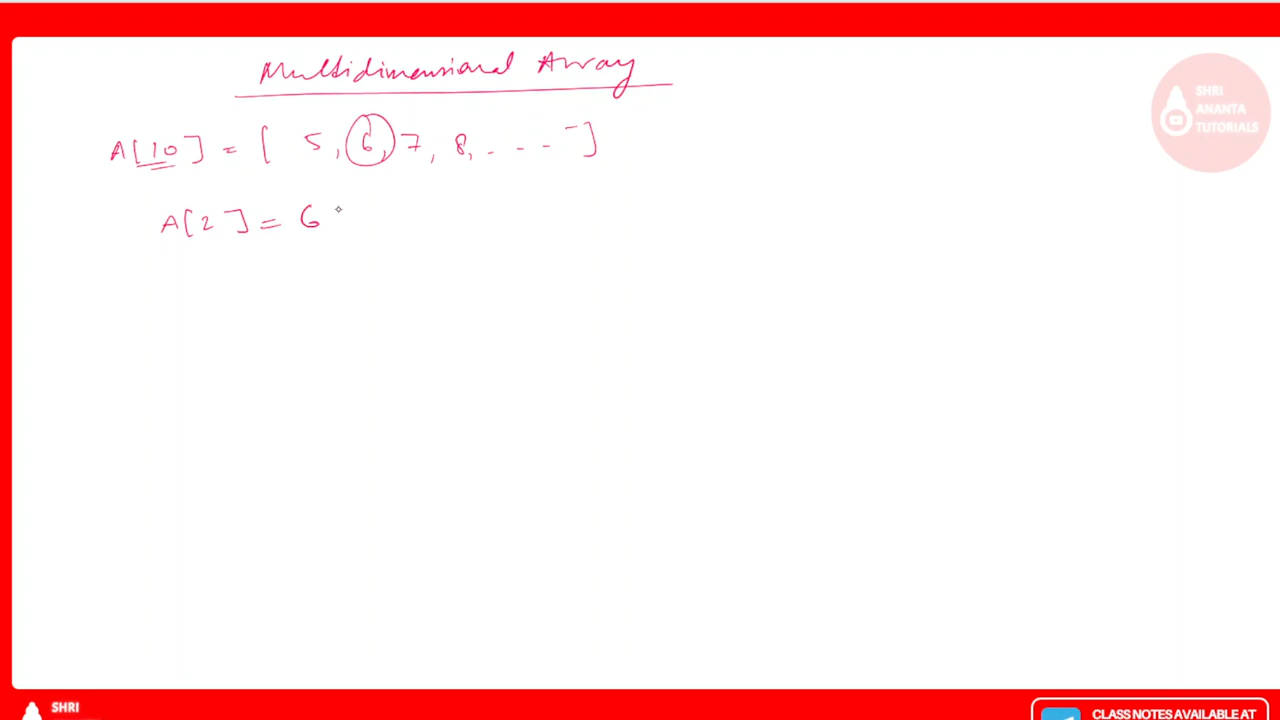 Multidimensional Array
SHRI
ANANTA
TUTORIALS
A[10] = [ 5, 6, 7, 8, - - - - ]
A[2] = 6
SHRI
CLASS NOTES AVAILABLE AT